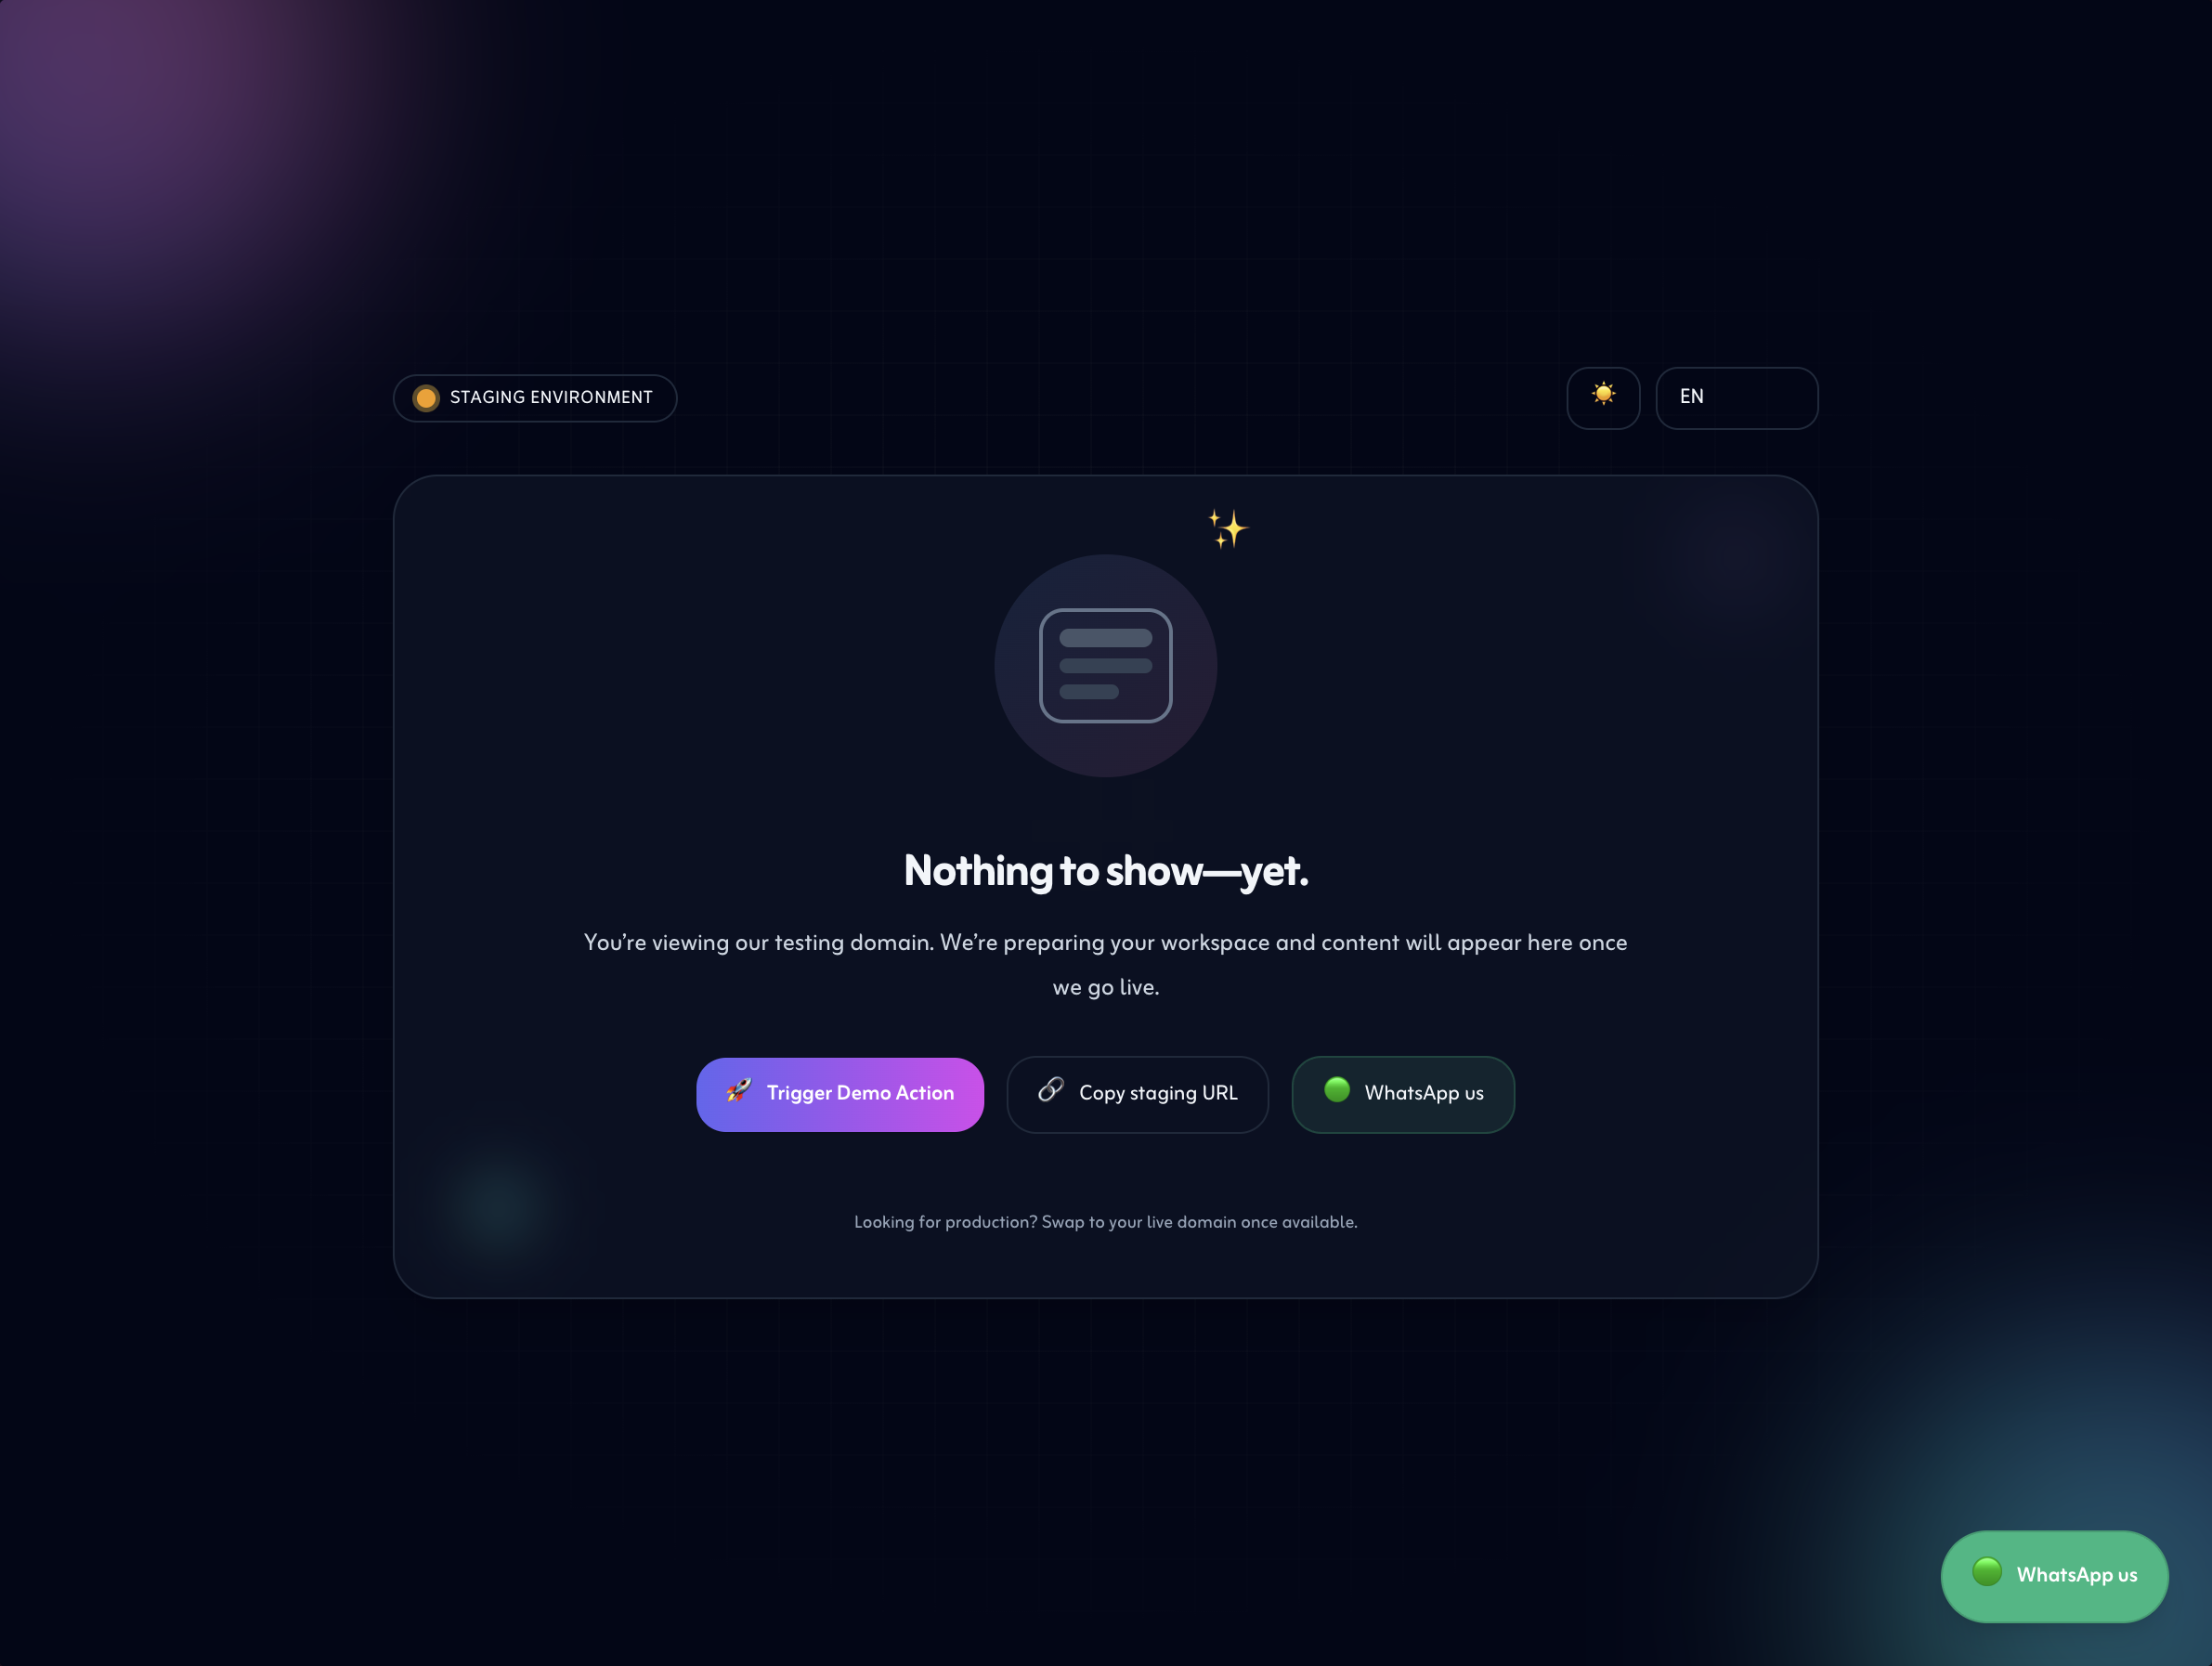 STAGING ENVIRONMENT
EN
Nothing to show—yet.
You’re viewing our testing domain. We’re preparing your workspace and content will appear here once
we go live.
Trigger Demo Action
Copy staging URL
WhatsApp us
Looking for production? Swap to your live domain once available.
WhatsApp us